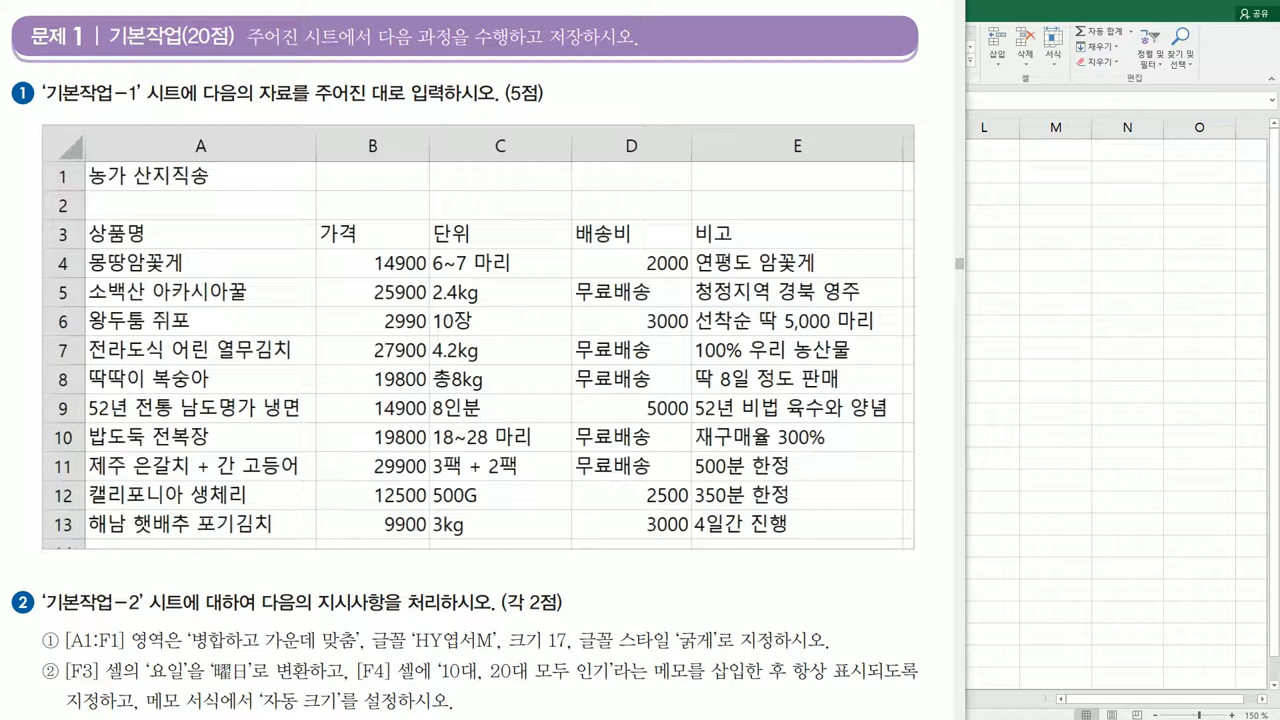 문제 1 | 기본작업(20점) 주어진 시트에서 다음 과정을 수행하고 저장하시오.
1 '기본작업-1' 시트에 다음의 자료를 주어진 대로 입력하시오. (5점)
A B C D E
1 농가 산지직송
2
3 상품명 가격 단위 배송비 비고
4 몽땅암꽃게 14900 6~7 마리 2000 연평도 암꽃게
5 소백산 아카시아꿀 25900 2.4kg 무료배송 청정지역 경북 영주
6 왕두툼 쥐포 2990 10장 3000 선착순 딱 5,000 마리
7 전라도식 어린 열무김치 27900 4.2kg 무료배송 100% 우리 농산물
8 딱딱이 복숭아 19800 총8kg 무료배송 딱 8일 정도 판매
9 52년 전통 남도명가 냉면 14900 8인분 5000 52년 비법 육수와 양념
10 밥도둑 전복장 19800 18~28 마리 무료배송 재구매율 300%
11 제주 은갈치 + 간 고등어 29900 3팩 + 2팩 무료배송 500분 한정
12 캘리포니아 생체리 12500 500G 2500 350분 한정
13 해남 햇배추 포기김치 9900 3kg 3000 4일간 진행
2 '기본작업-2' 시트에 대하여 다음의 지시사항을 처리하시오. (각 2점)
① [A1:F1] 영역은 '병합하고 가운데 맞춤', 글꼴 'HY엽서M', 크기 17, 글꼴 스타일 '굵게'로 지정하시오.
② [F3] 셀의 '요일'을 '曜日'로 변환하고, [F4] 셀에 '10대, 20대 모두 인기'라는 메모를 삽입한 후 항상 표시되도록
지정하고, 메모 서식에서 '자동 크기'를 설정하시오.
공유
삽입 삭제 서식
셀
자동 합계
채우기
지우기
정렬 및 필터
찾기 및 선택
편집
L M N O
150 %